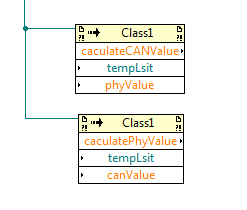 Class1
caculateCANValue
tempLsit
phyValue
Class1
caculatePhyValue
tempLsit
canValue